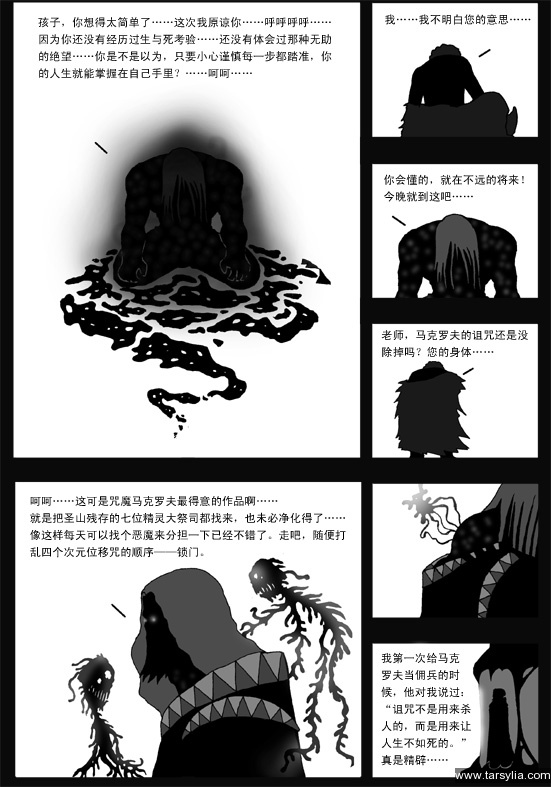 孩子，你想得太简单了……这次我原谅你……呼呼呼呼……
因为你还没有经历过生与死考验……还没有体会过那种无助
的绝望……你是不是以为，只要小心谨慎每一步都踏准，你
的人生就能掌握在自己手里？……呵呵……
我……我不明白您的意思……
你会懂的，就在不远的将来！
今晚就到这吧……
老师，马克罗夫的诅咒还是没
除掉吗？您的身体……
呵呵……这可是咒魔马克罗夫最得意的作品啊……
就是把圣山残存的七位精灵大祭司都找来，也未必净化得了……
像这样每天可以找个恶魔来分担一下已经不错了。走吧，随便打
乱四个次元位移咒的顺序——锁门。
我第一次给马克
罗夫当佣兵的时
候，他对我说过：
“诅咒不是用来杀
人的，而是用来让
人生不如死的。”
真是精辟……
www.tarsylia.com